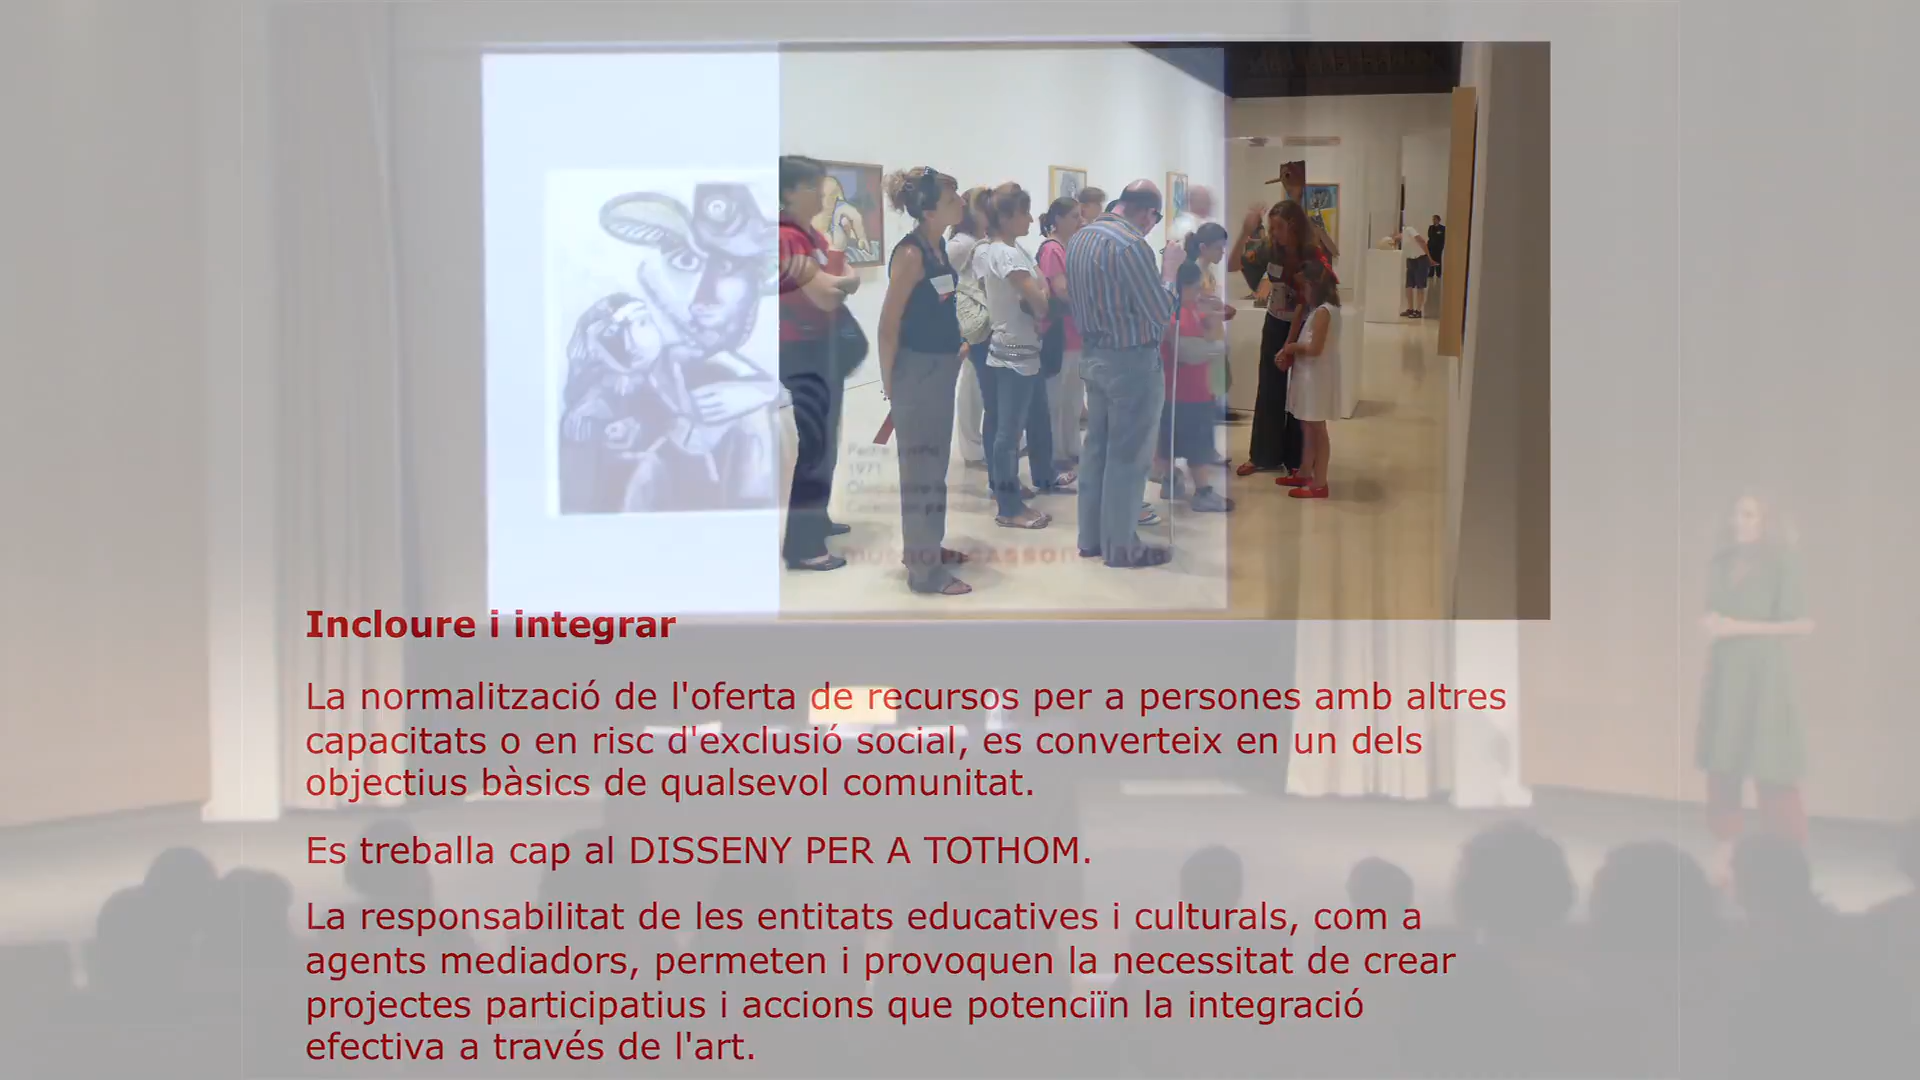 1971
museoPICASSOmálaga
Incloure i integrar
La normalització de l'oferta de recursos per a persones amb altres
capacitats o en risc d'exclusió social, es converteix en un dels
objectius bàsics de qualsevol comunitat.
Es treballa cap al DISSENY PER A TOTHOM.
La responsabilitat de les entitats educatives i culturals, com a
agents mediadors, permeten i provoquen la necessitat de crear
projectes participatius i accions que potenciïn la integració
efectiva a través de l'art.